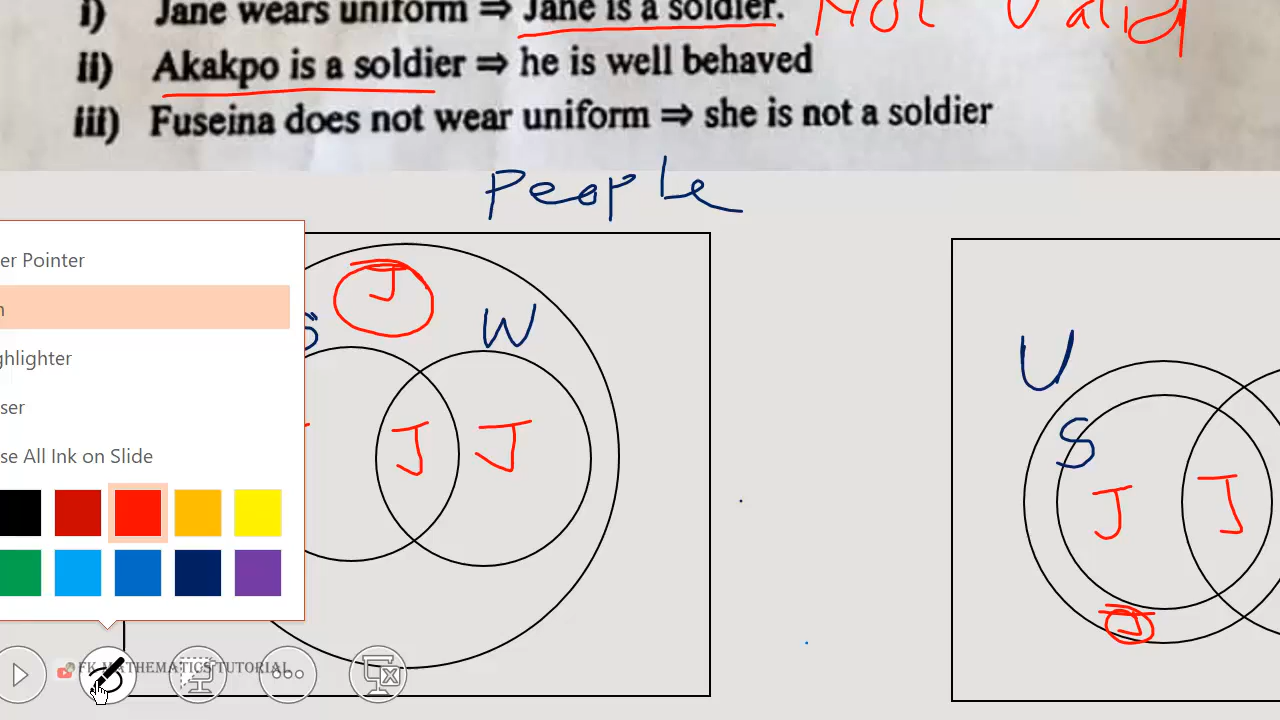 i) Jane wears uniform ⇒ Jane is a soldier. Not Valid
ii) Akakpo is a soldier ⇒ he is well behaved
iii) Fuseina does not wear uniform ⇒ she is not a soldier
People
er Pointer
n
ghlighter
ser
se All Ink on Slide
J
S W
J J
U
S
J J
J
FK MATHEMATICS TUTORIAL